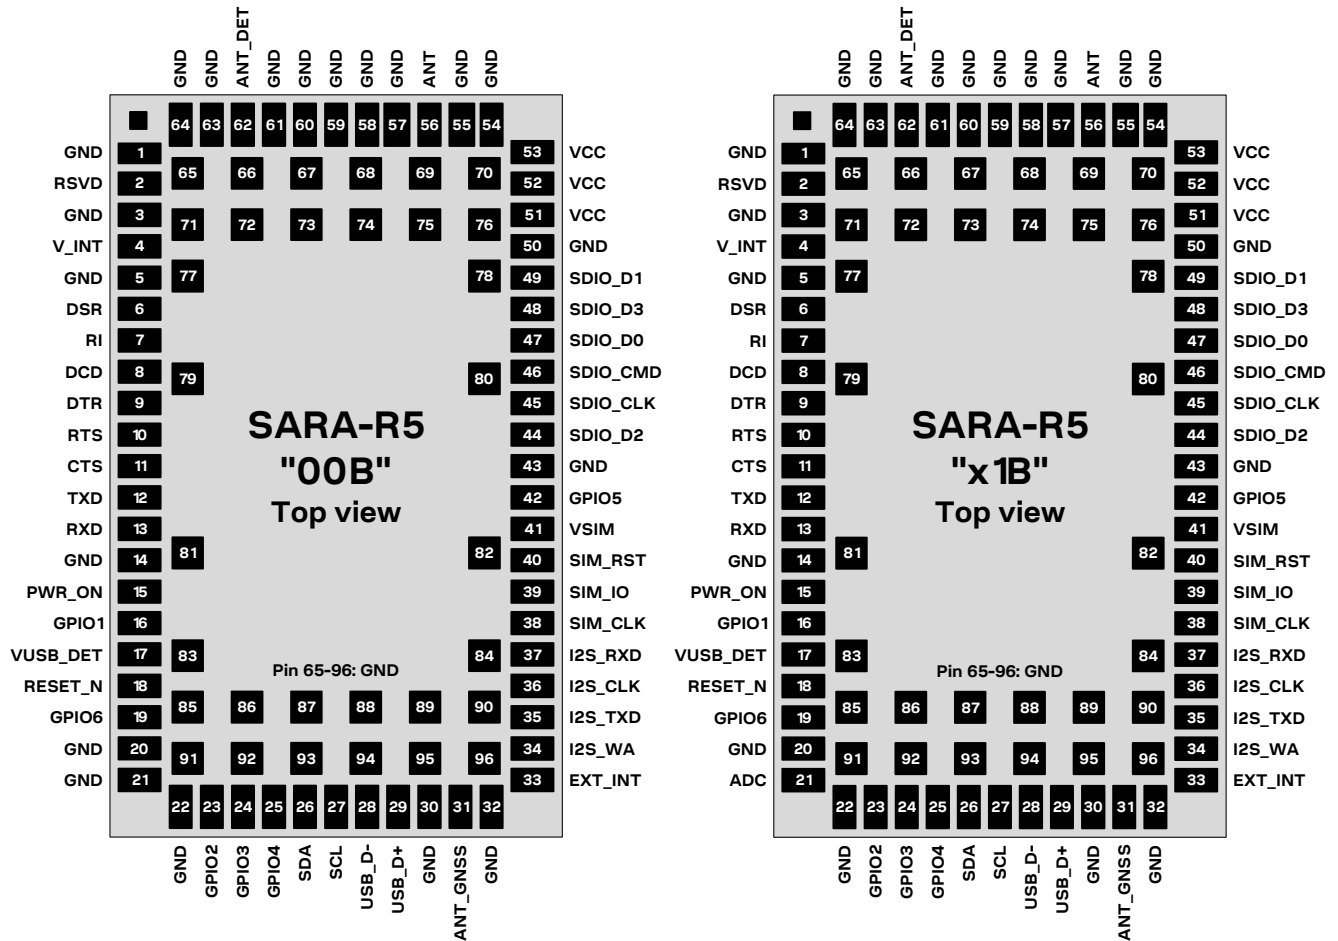 GND GND ANT_DET GND GND GND GND GND ANT GND GND
64 63 62 61 60 59 58 57 56 55 54
GND 1 53 VCC
65 66 67 68 69 70
RSVD 2 52 VCC
GND 3 51 VCC
71 72 73 74 75 76
V_INT 4 50 GND
GND 5 77 78 49 SDIO_D1
DSR 6 48 SDIO_D3
RI 7 47 SDIO_D0
DCD 8 79 80 46 SDIO_CMD
DTR 9 45 SDIO_CLK
SARA-R5
RTS 10 44 SDIO_D2
CTS 11 43 GND
"00B"
TXD 12 42 GPIO5
Top view
RXD 13 41 VSIM
GND 14 81 82 40 SIM_RST
PWR_ON 15 39 SIM_IO
GPIO1 16 38 SIM_CLK
VUSB_DET 17 83 84 37 I2S_RXD
Pin 65-96: GND
RESET_N 18 36 I2S_CLK
85 86 87 88 89 90
GPIO6 19 35 I2S_TXD
GND 20 34 I2S_WA
91 92 93 94 95 96
GND 21 33 EXT_INT
22 23 24 25 26 27 28 29 30 31 32
GND GPIO2 GPIO3 GPIO4 SDA SCL USB_D- USB_D+ GND ANT_GNSS GND
GND GND ANT_DET GND GND GND GND GND ANT GND GND
64 63 62 61 60 59 58 57 56 55 54
GND 1 53 VCC
65 66 67 68 69 70
RSVD 2 52 VCC
GND 3 51 VCC
71 72 73 74 75 76
V_INT 4 50 GND
GND 5 77 78 49 SDIO_D1
DSR 6 48 SDIO_D3
RI 7 47 SDIO_D0
DCD 8 79 80 46 SDIO_CMD
DTR 9 45 SDIO_CLK
SARA-R5
RTS 10 44 SDIO_D2
CTS 11 43 GND
"x1B"
TXD 12 42 GPIO5
Top view
RXD 13 41 VSIM
GND 14 81 82 40 SIM_RST
PWR_ON 15 39 SIM_IO
GPIO1 16 38 SIM_CLK
VUSB_DET 17 83 84 37 I2S_RXD
Pin 65-96: GND
RESET_N 18 36 I2S_CLK
85 86 87 88 89 90
GPIO6 19 35 I2S_TXD
GND 20 34 I2S_WA
91 92 93 94 95 96
ADC 21 33 EXT_INT
22 23 24 25 26 27 28 29 30 31 32
GND GPIO2 GPIO3 GPIO4 SDA SCL USB_D- USB_D+ GND ANT_GNSS GND